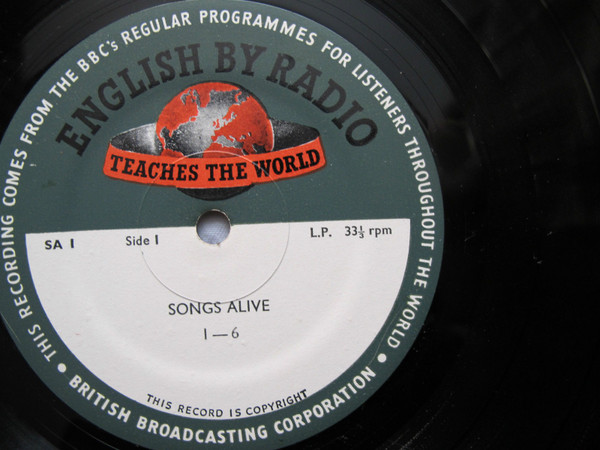 THIS RECORDING COMES FROM THE BBC's REGULAR PROGRAMMES FOR LISTENERS THROUGHOUT THE WORLD •
ENGLISH BY RADIO
TEACHES THE WORLD
SA 1 Side 1 L.P. 33⅓ rpm
SONGS ALIVE
1—6
THIS RECORD IS COPYRIGHT
• BRITISH BROADCASTING CORPORATION